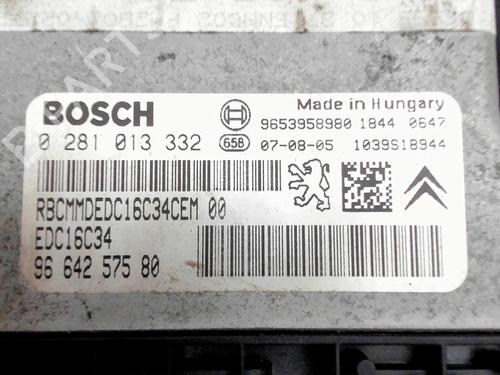 BOSCH
Made in Hungary
0 281 013 332
65B
9653958980 1844 0647
07-08-05 1039S18944
RBCMMDEDC16C34CEM 00
EDC16C34
96 642 575 80